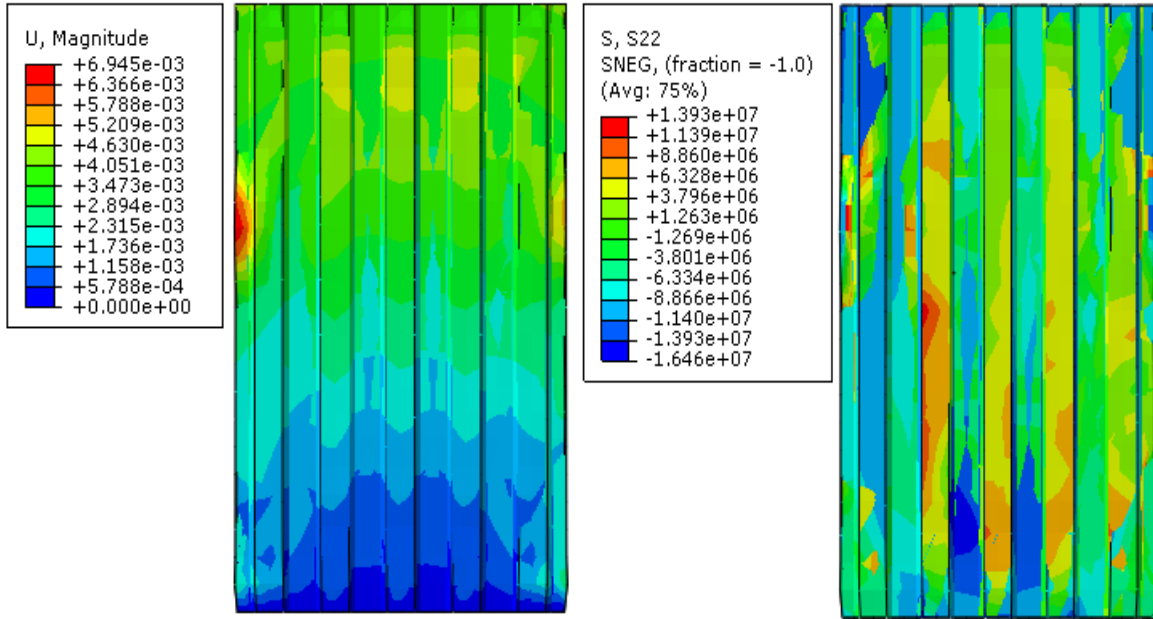 U, Magnitude
+6.945e-03
+6.366e-03
+5.788e-03
+5.209e-03
+4.630e-03
+4.051e-03
+3.473e-03
+2.894e-03
+2.315e-03
+1.736e-03
+1.158e-03
+5.788e-04
+0.000e+00
S, S22
SNEG, (fraction = -1.0)
(Avg: 75%)
+1.393e+07
+1.139e+07
+8.860e+06
+6.328e+06
+3.796e+06
+1.263e+06
-1.269e+06
-3.801e+06
-6.334e+06
-8.866e+06
-1.140e+07
-1.393e+07
-1.646e+07